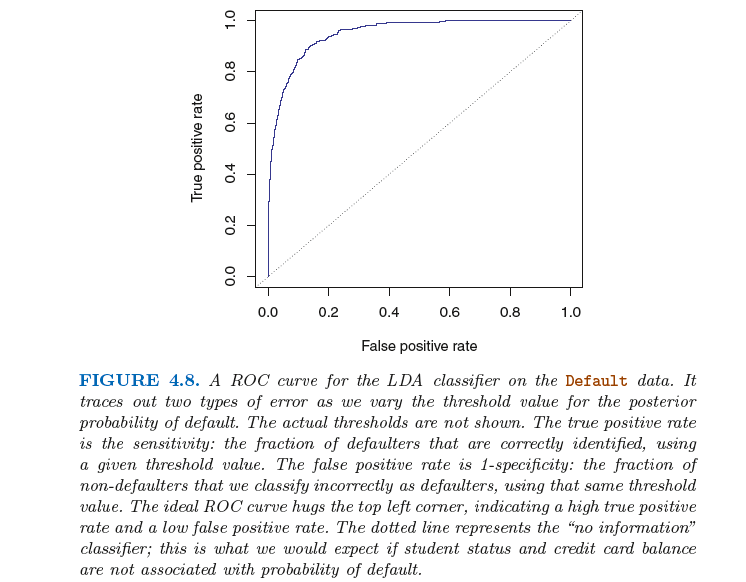 1.0
0.8
0.6
0.4
0.2
0.0
True positive rate
0.0 0.2 0.4 0.6 0.8 1.0
False positive rate
FIGURE 4.8. A ROC curve for the LDA classifier on the Default data. It
traces out two types of error as we vary the threshold value for the posterior
probability of default. The actual thresholds are not shown. The true positive rate
is the sensitivity: the fraction of defaulters that are correctly identified, using
a given threshold value. The false positive rate is 1-specificity: the fraction of
non-defaulters that we classify incorrectly as defaulters, using that same threshold
value. The ideal ROC curve hugs the top left corner, indicating a high true positive
rate and a low false positive rate. The dotted line represents the “no information”
classifier; this is what we would expect if student status and credit card balance
are not associated with probability of default.